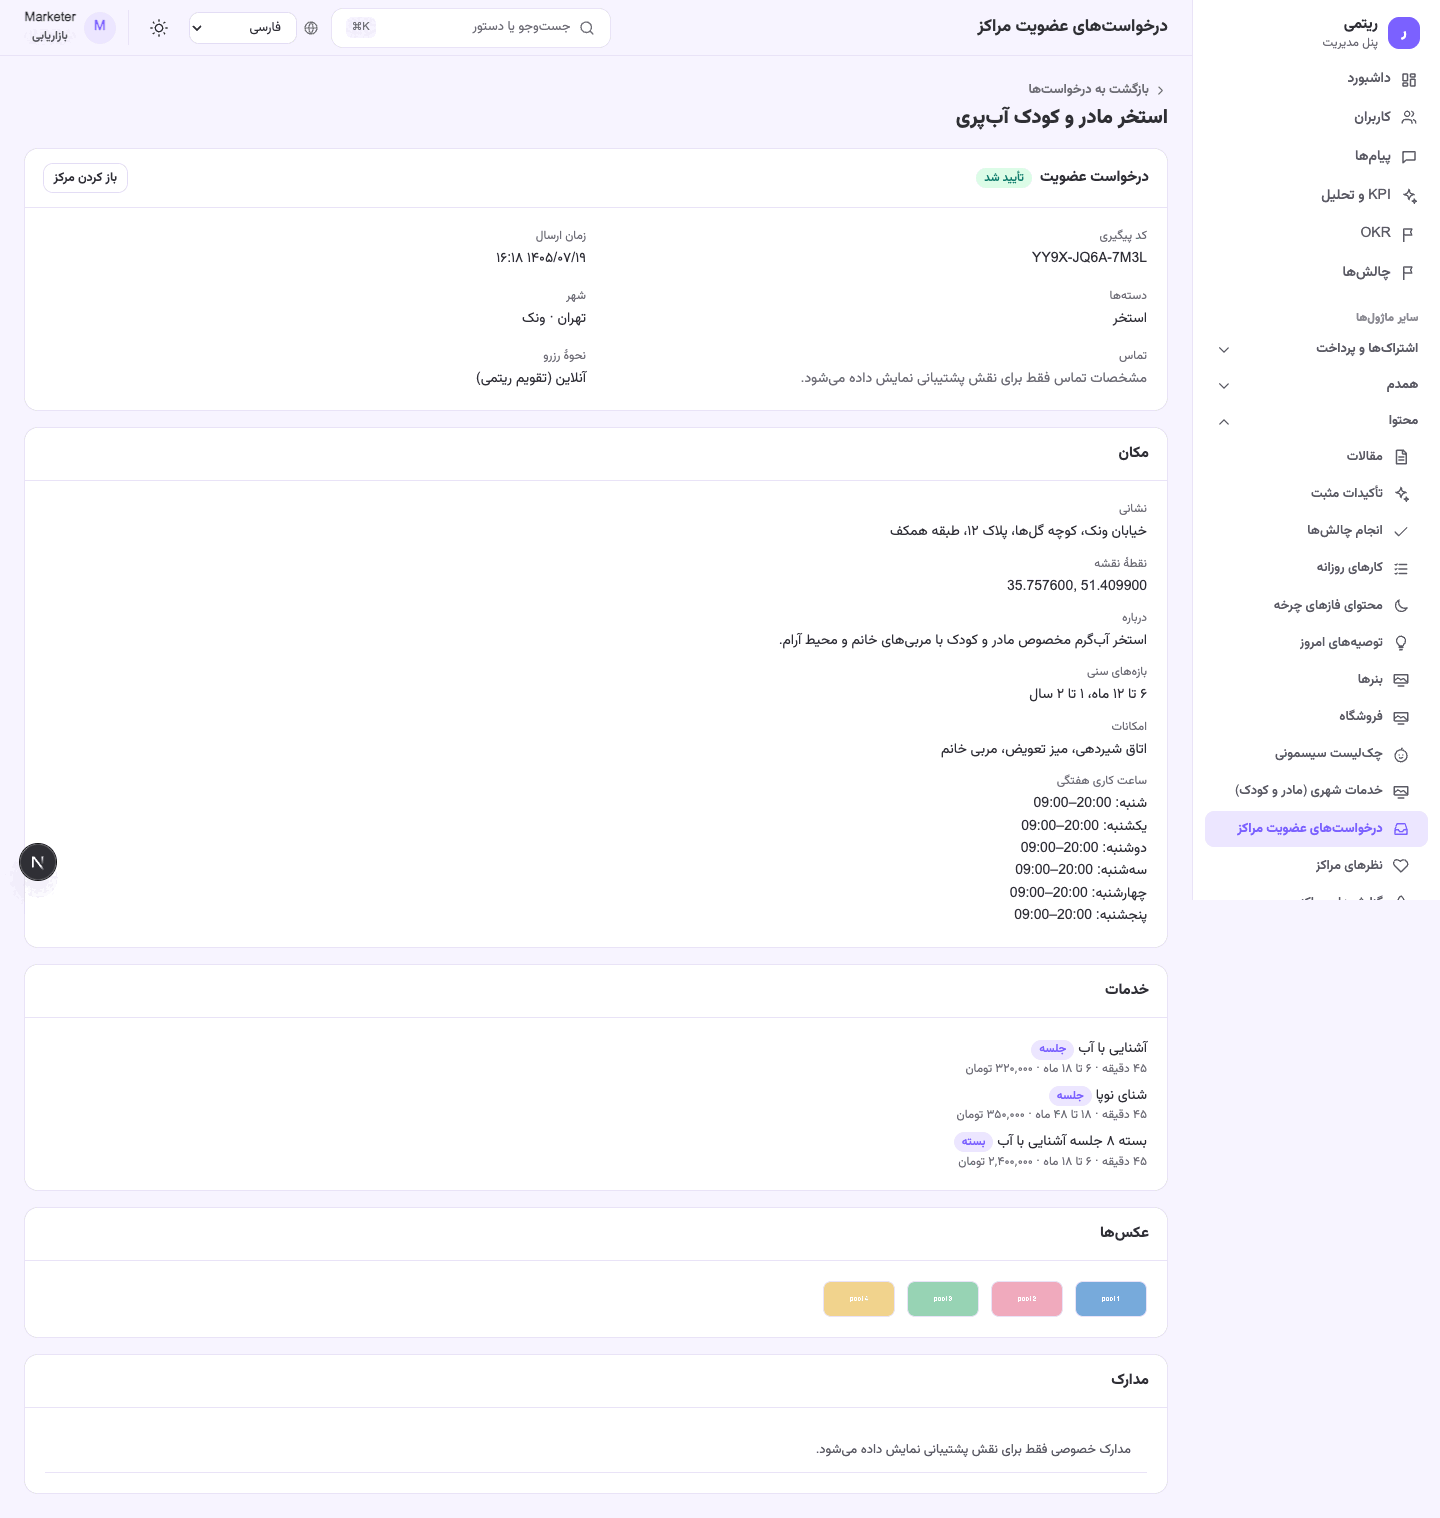 ر
ریتمی
پنل مدیریت
داشبورد
کاربران
پیام‌ها
KPI و تحلیل
OKR
چالش‌ها
سایر ماژول‌ها
اشتراک‌ها و پرداخت
همدم
محتوا
مقالات
تأکیدات مثبت
انجام چالش‌ها
کارهای روزانه
محتوای فازهای چرخه
توصیه‌های امروز
بنرها
فروشگاه
چک‌لیست سیسمونی
خدمات شهری (مادر و کودک)
درخواست‌های عضویت مراکز
نظرهای مراکز
درخواست‌های عضویت مراکز
جست‌وجو یا دستور
⌘K
فارسی
M
Marketer
بازاریابی
بازگشت به درخواست‌ها
استخر مادر و کودک آب‌پری
درخواست عضویت
تأیید شد
باز کردن مرکز
کد پیگیری
YY9X-JQ6A-7M3L
زمان ارسال
۱۴۰۵/۰۷/۱۹ ۱۶:۱۸
دسته‌ها
استخر
شهر
تهران · ونک
تماس
مشخصات تماس فقط برای نقش پشتیبانی نمایش داده می‌شود.
نحوهٔ رزرو
آنلاین (تقویم ریتمی)
مکان
نشانی
خیابان ونک، کوچه گل‌ها، پلاک ۱۲، طبقه همکف
نقطهٔ نقشه
35.757600, 51.409900
درباره
استخر آب‌گرم مخصوص مادر و کودک با مربی‌های خانم و محیط آرام.
بازه‌های سنی
۶ تا ۱۲ ماه، ۱ تا ۲ سال
امکانات
اتاق شیردهی، میز تعویض، مربی خانم
ساعت کاری هفتگی
شنبه: 09:00–20:00
یکشنبه: 09:00–20:00
دوشنبه: 09:00–20:00
سه‌شنبه: 09:00–20:00
چهارشنبه: 09:00–20:00
پنجشنبه: 09:00–20:00
خدمات
آشنایی با آب جلسه
۴۵ دقیقه · ۶ تا ۱۸ ماه · ۳۲۰,۰۰۰ تومان
شنای نوپا جلسه
۴۵ دقیقه · ۱۸ تا ۴۸ ماه · ۳۵۰,۰۰۰ تومان
بسته ۸ جلسه آشنایی با آب بسته
۴۵ دقیقه · ۶ تا ۱۸ ماه · ۲,۴۰۰,۰۰۰ تومان
عکس‌ها
pool 1
pool 2
pool 3
pool 4
مدارک
مدارک خصوصی فقط برای نقش پشتیبانی نمایش داده می‌شود.
N